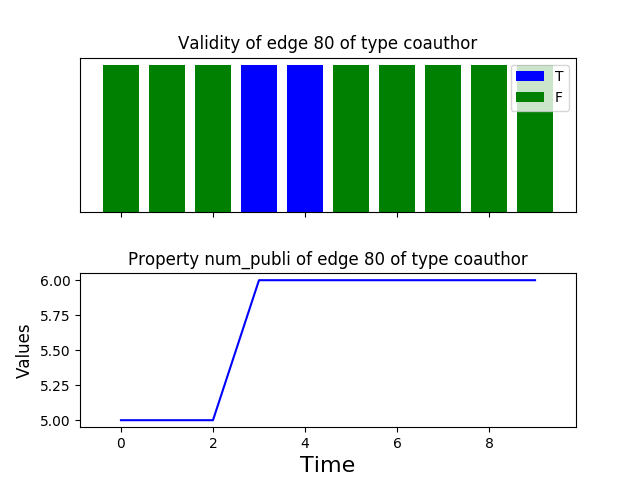 Validity of edge 80 of type coauthor
T
F
Property num_publi of edge 80 of type coauthor
6.00
5.75
5.50
5.25
5.00
Values
0 2 4 6 8
Time